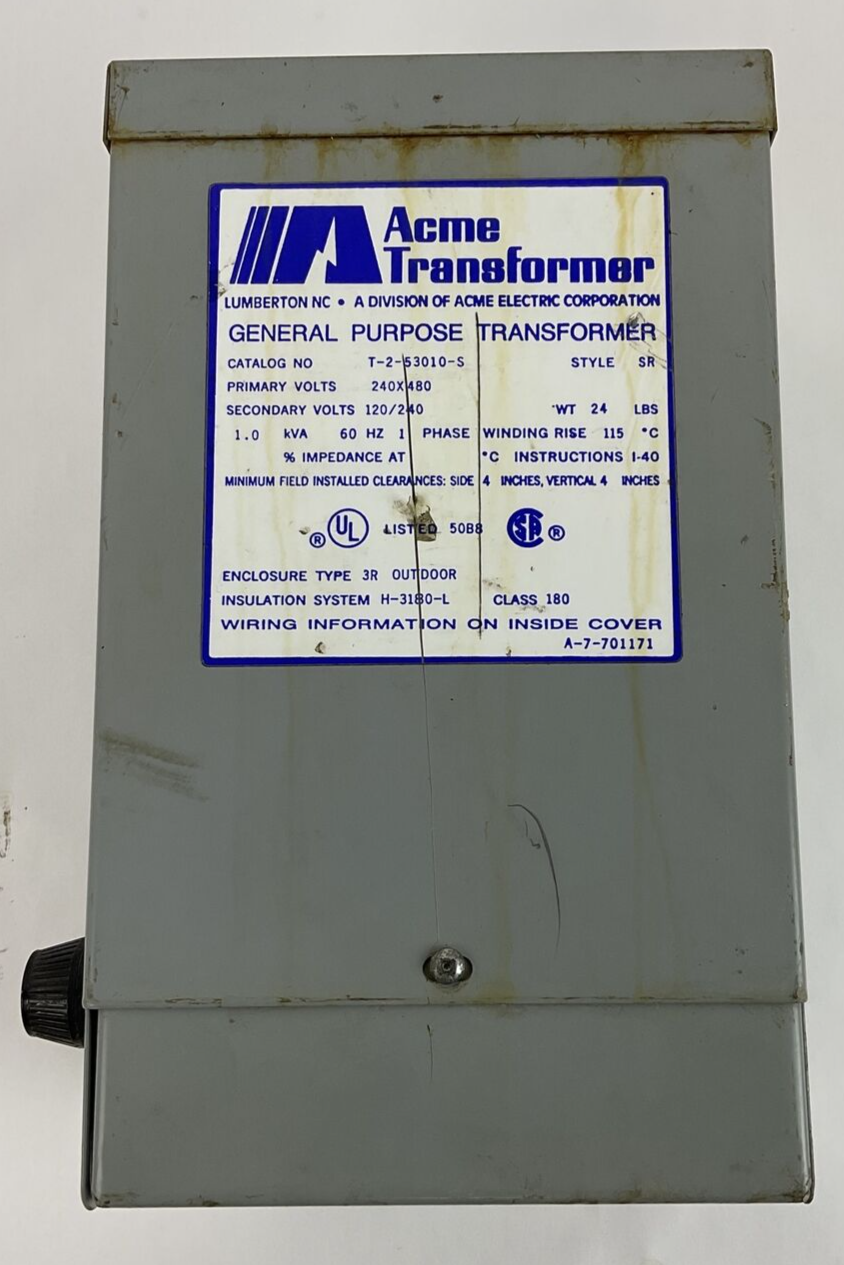 Acme
Transformer
LUMBERTON NC • A DIVISION OF ACME ELECTRIC CORPORATION
GENERAL PURPOSE TRANSFORMER
CATALOG NO T-2-53010-S STYLE SR
PRIMARY VOLTS 240X480
SECONDARY VOLTS 120/240 WT 24 LBS
1.0 kVA 60 HZ 1 PHASE WINDING RISE 115 °C
% IMPEDANCE AT °C INSTRUCTIONS I-40
MINIMUM FIELD INSTALLED CLEARANCES: SIDE 4 INCHES, VERTICAL 4 INCHES
® UL LISTED 50B8 SA ®
ENCLOSURE TYPE 3R OUTDOOR
INSULATION SYSTEM H-3180-L CLASS 180
WIRING INFORMATION ON INSIDE COVER
A-7-701171